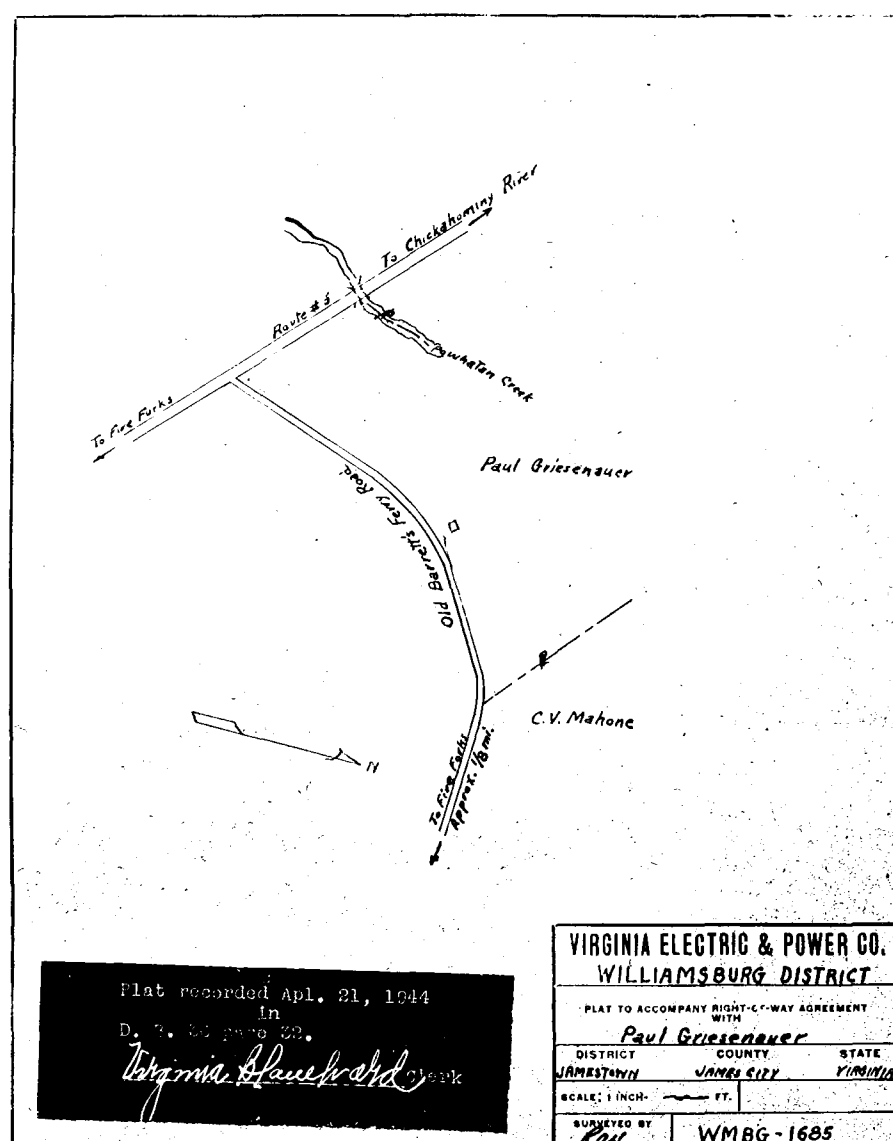 To Chickahominy River
Route # 5
Powhatan Creek
To Five Forks
Paul Griesenauer
Old Barrett's Ferry Road
C.V. Mahone
N
To Five Forks
Approx. 1/8 mi.
VIRGINIA ELECTRIC & POWER CO.
WILLIAMSBURG DISTRICT
PLAT TO ACCOMPANY RIGHT-OF-WAY AGREEMENT
WITH
Paul Griesenauer
DISTRICT COUNTY STATE
JAMESTOWN JAMES CITY VIRGINIA
SCALE: 1 INCH- FT.
SURVEYED BY
WMBG-1685
Plat recorded Apl. 21, 1944
in
D. page 32.
Virginia Clerk